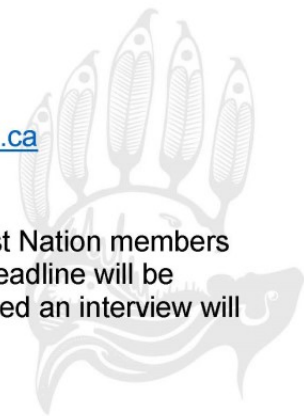 .ca
st Nation members
eadline will be
ed an interview will